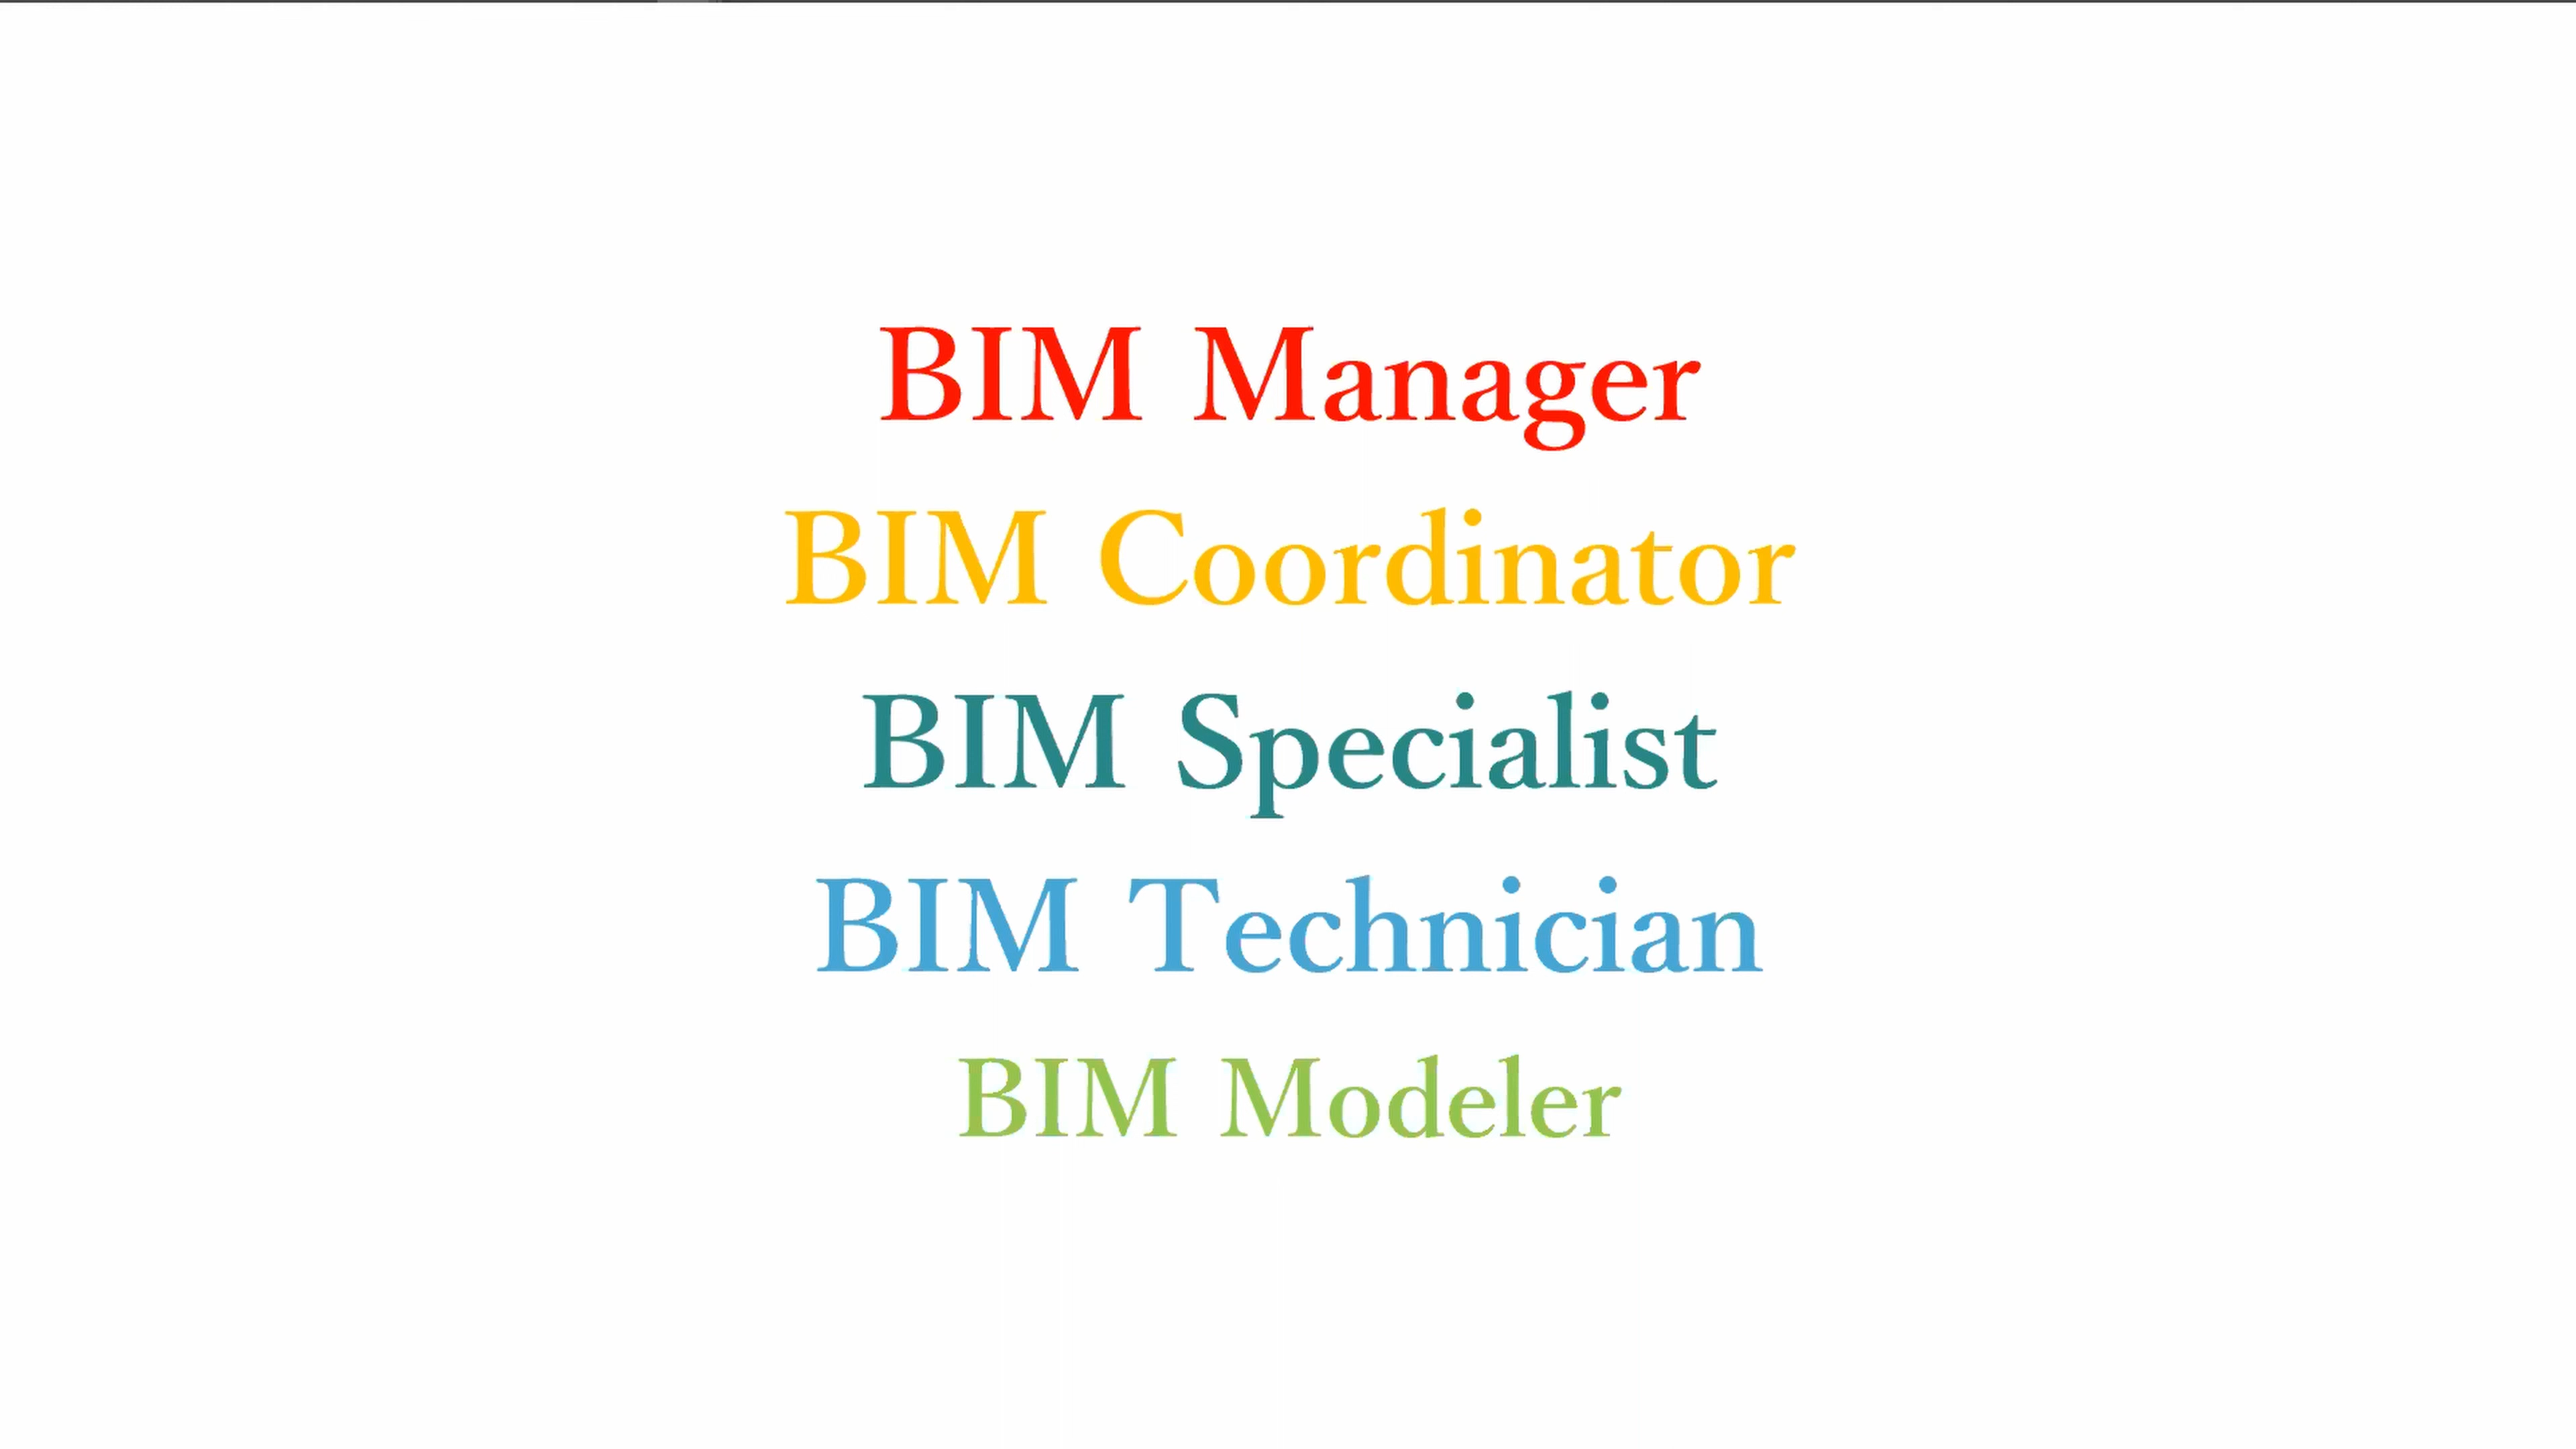 BIM Manager
BIM Coordinator
BIM Specialist
BIM Technician
BIM Modeler